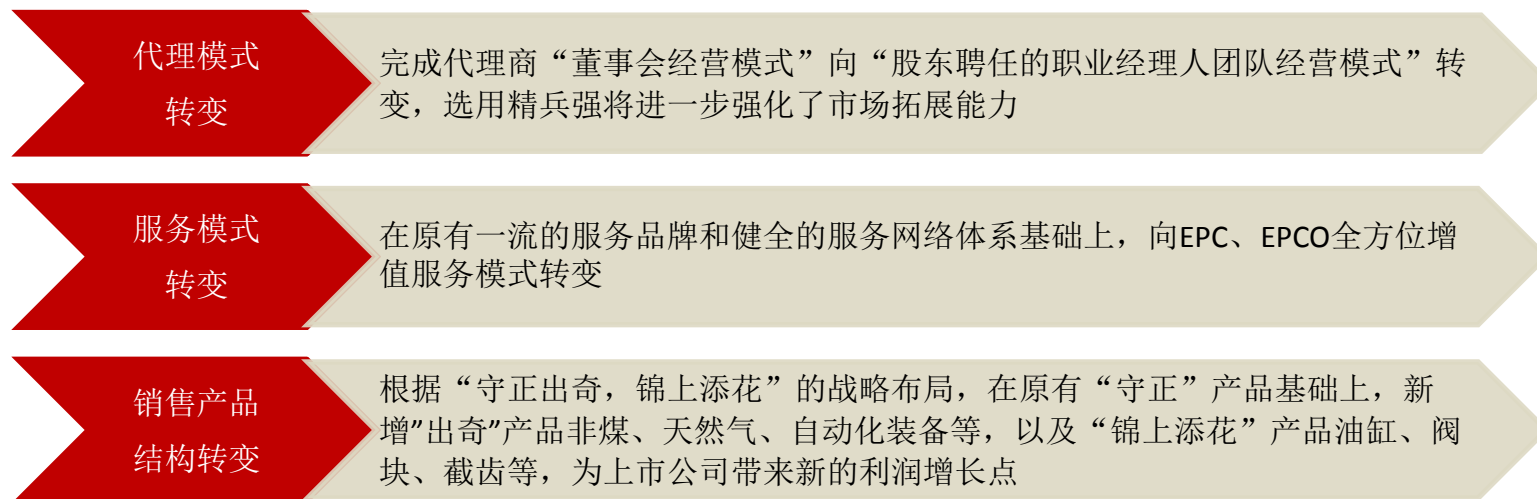 代理模式
转变
完成代理商“董事会经营模式”向“股东聘任的职业经理人团队经营模式”转
变，选用精兵强将进一步强化了市场拓展能力
服务模式
转变
在原有一流的服务品牌和健全的服务网络体系基础上，向EPC、EPCO全方位增
值服务模式转变
销售产品
结构转变
根据“守正出奇，锦上添花”的战略布局，在原有“守正”产品基础上，新
增”出奇”产品非煤、天然气、自动化装备等，以及“锦上添花”产品油缸、阀
块、截齿等，为上市公司带来新的利润增长点